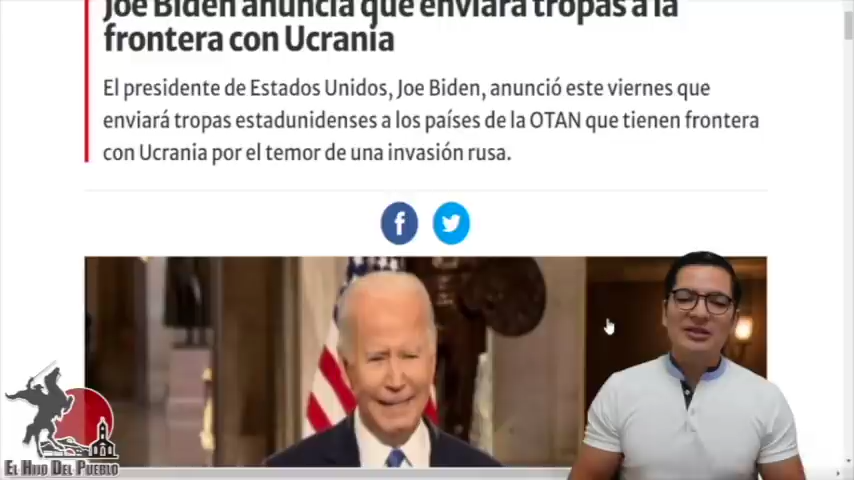 Joe Biden anuncia que enviará tropas a la
frontera con Ucrania
El presidente de Estados Unidos, Joe Biden, anunció este viernes que
enviará tropas estadunidenses a los países de la OTAN que tienen frontera
con Ucrania por el temor de una invasión rusa.
EL HIJO DEL PUEBLO